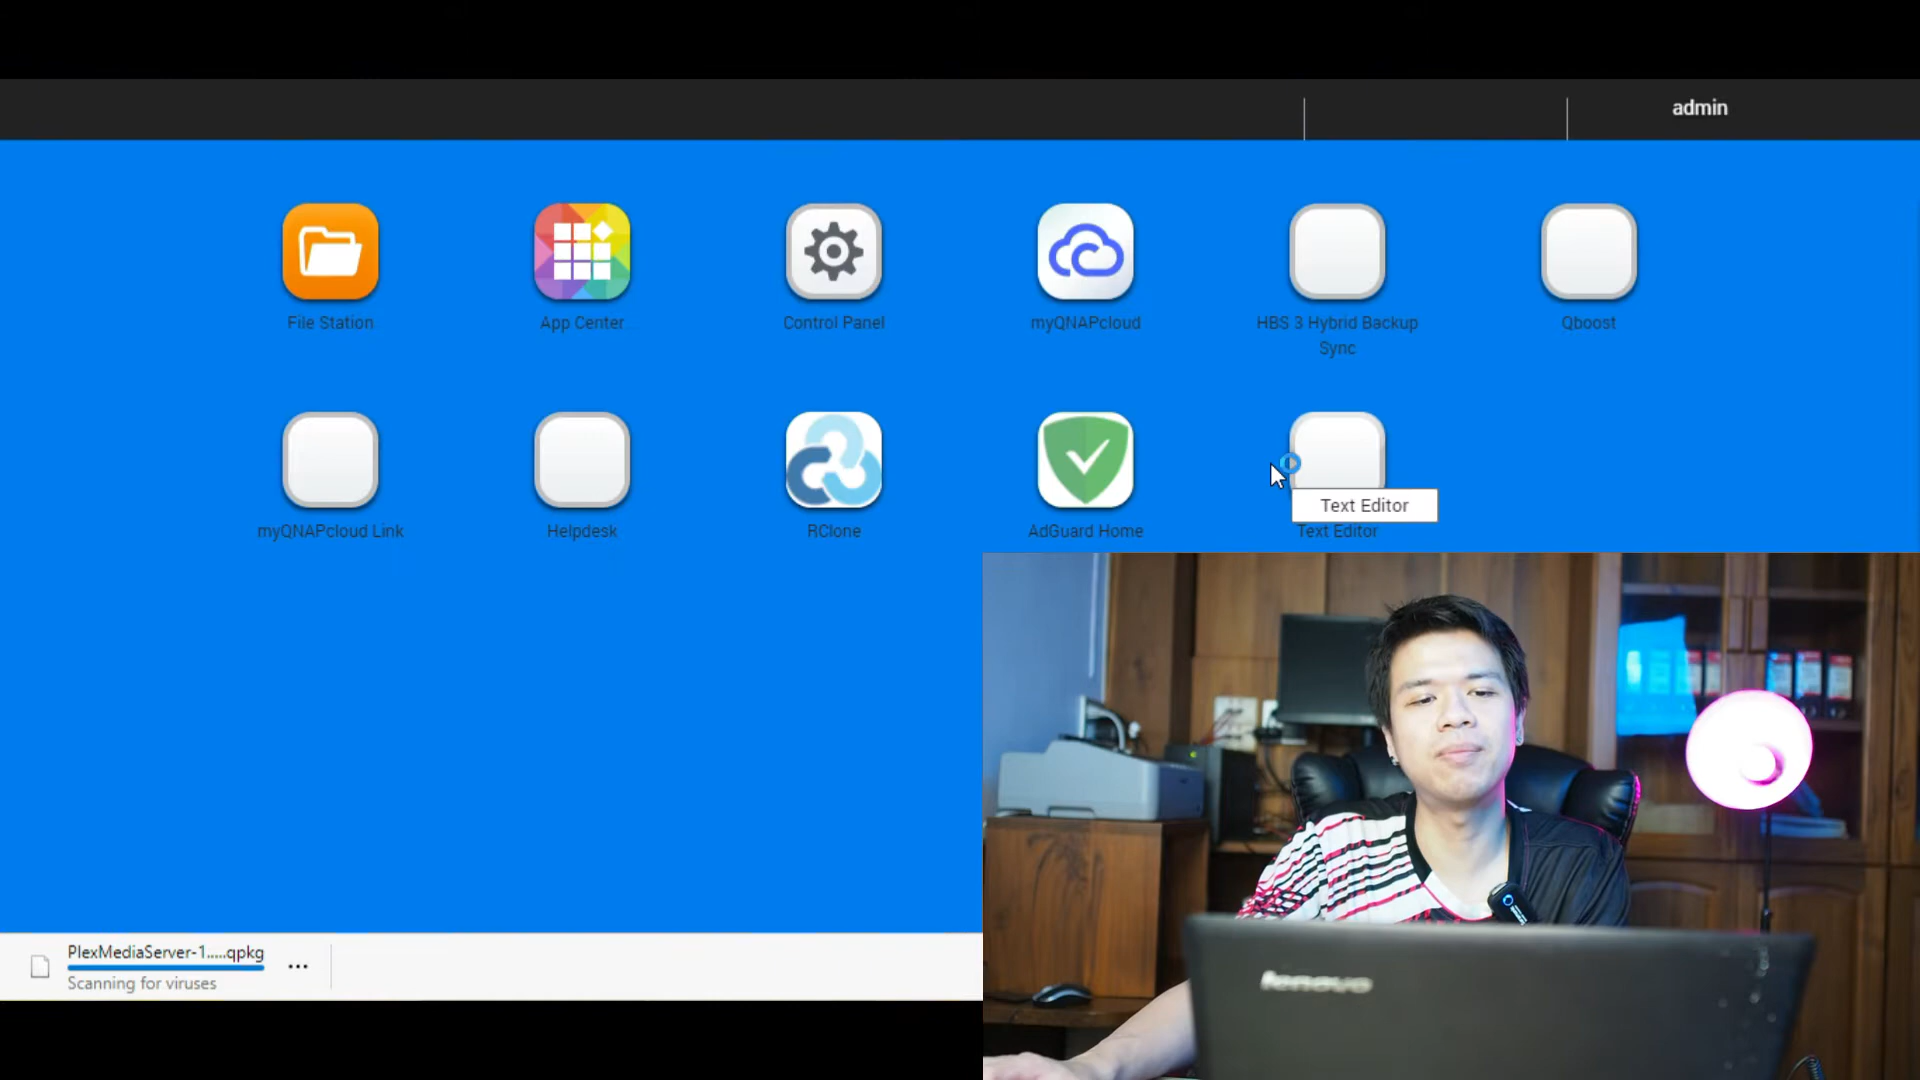 admin
File Station
App Center
Control Panel
myQNAPcloud
HBS 3 Hybrid Backup
Sync
Qboost
myQNAPcloud Link
Helpdesk
RClone
AdGuard Home
Text Editor
Text Editor
PlexMediaServer-1.....qpkg
Scanning for viruses
lenovo